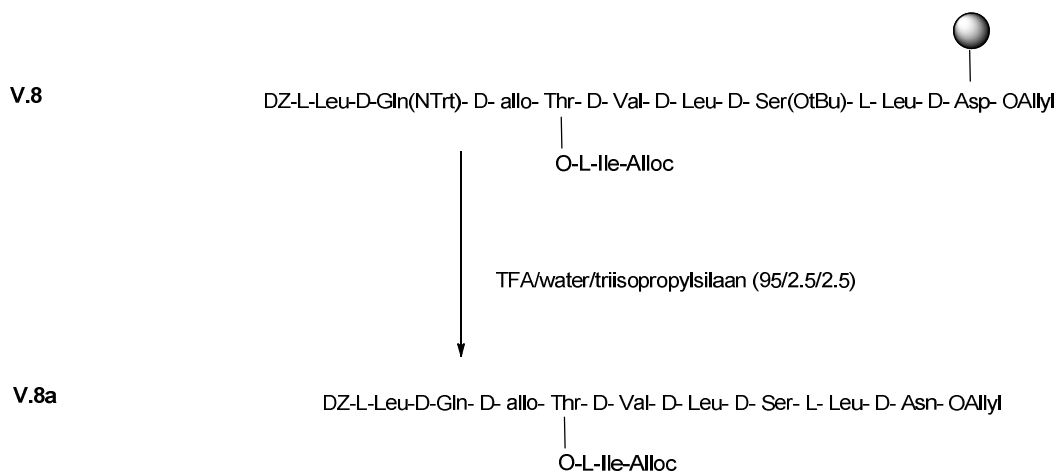 V.8
DZ-L-Leu-D-Gln(NTrt)- D- allo- Thr- D- Val- D- Leu- D- Ser(OtBu)- L- Leu- D- Asp- OAllyl
O-L-Ile-Alloc
TFA/water/triisopropylsilaan (95/2.5/2.5)
V.8a
DZ-L-Leu-D-Gln- D- allo- Thr- D- Val- D- Leu- D- Ser- L- Leu- D- Asn- OAllyl
O-L-Ile-Alloc